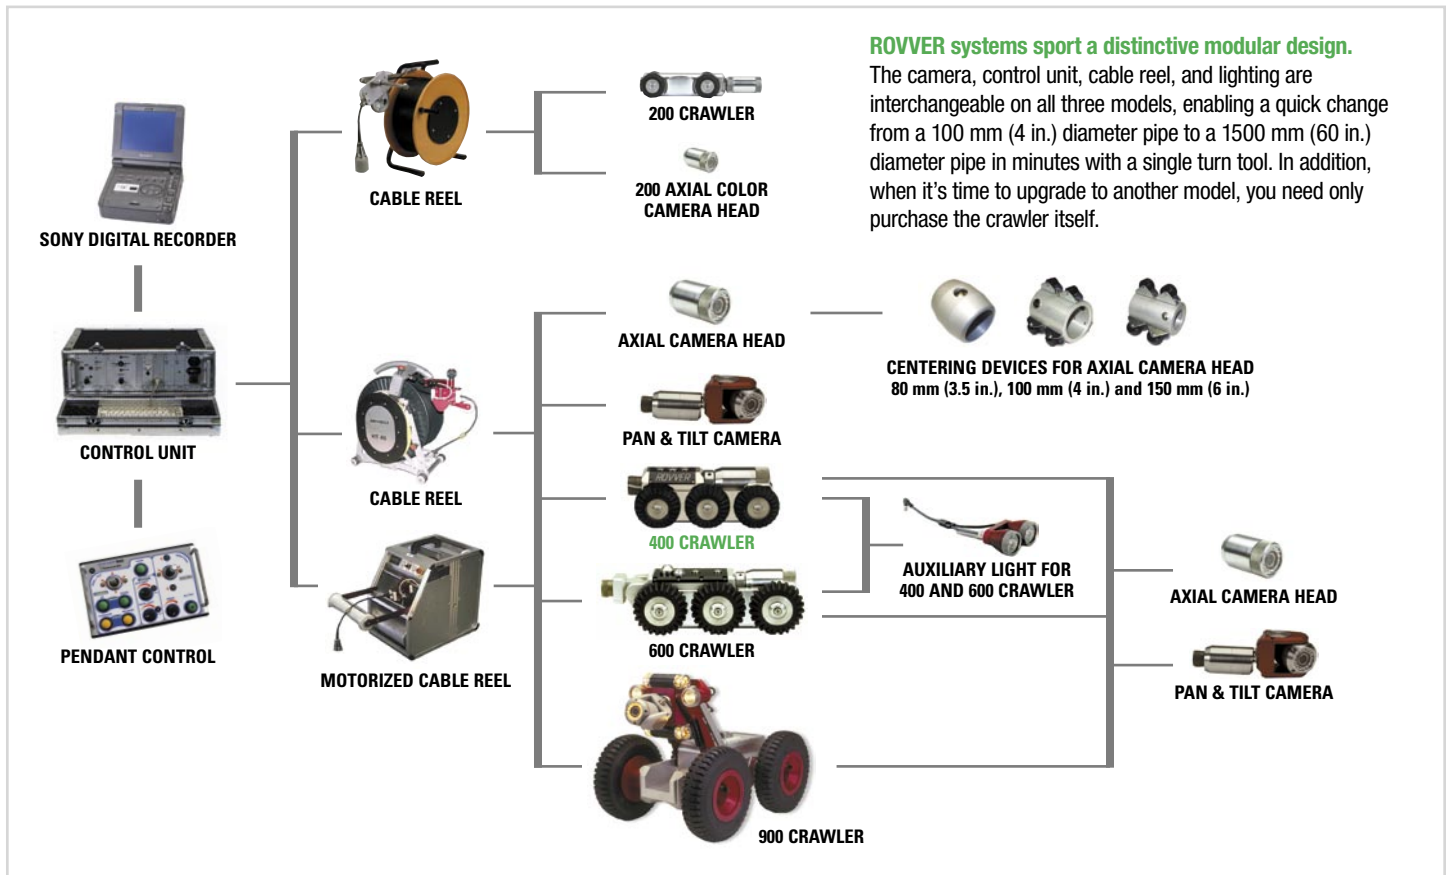 ROVVER systems sport a distinctive modular design.
The camera, control unit, cable reel, and lighting are
interchangeable on all three models, enabling a quick change
from a 100 mm (4 in.) diameter pipe to a 1500 mm (60 in.)
diameter pipe in minutes with a single turn tool. In addition,
when it’s time to upgrade to another model, you need only
purchase the crawler itself.
SONY DIGITAL RECORDER
CONTROL UNIT
PENDANT CONTROL
CABLE REEL
CABLE REEL
MOTORIZED CABLE REEL
200 CRAWLER
200 AXIAL COLOR
CAMERA HEAD
AXIAL CAMERA HEAD
CENTERING DEVICES FOR AXIAL CAMERA HEAD
80 mm (3.5 in.), 100 mm (4 in.) and 150 mm (6 in.)
PAN & TILT CAMERA
ROVVER
400 CRAWLER
AUXILIARY LIGHT FOR
400 AND 600 CRAWLER
600 CRAWLER
900 CRAWLER
AXIAL CAMERA HEAD
PAN & TILT CAMERA